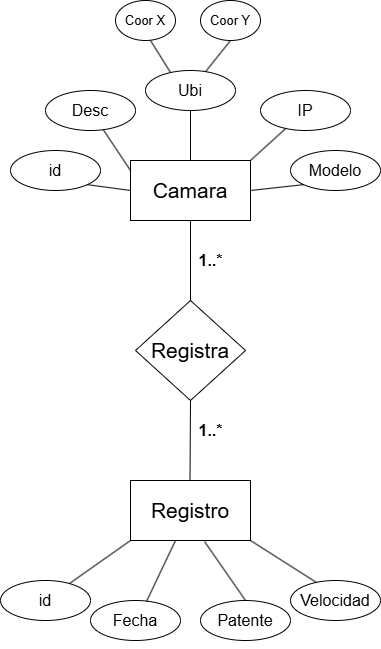 Coor X
Coor Y
Ubi
Desc
IP
id
Modelo
Camara
1..*
Registra
1..*
Registro
id
Velocidad
Fecha
Patente